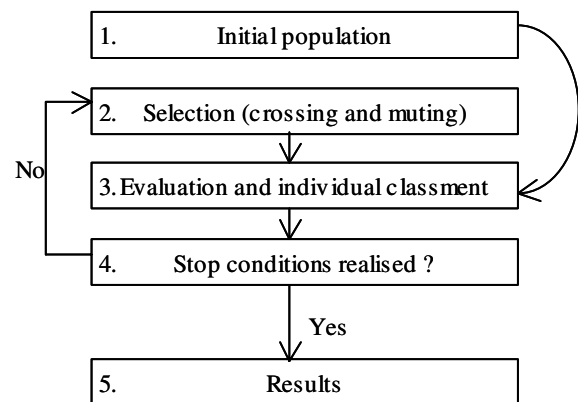 1. Initial population
2. Selection (crossing and muting)
No
3. Evaluation and individual classment
4. Stop conditions realised ?
Yes
5. Results